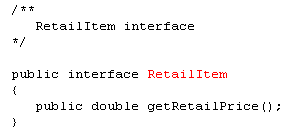 /**
   RetailItem interface
*/

public interface RetailItem
{
   public double getRetailPrice();
}